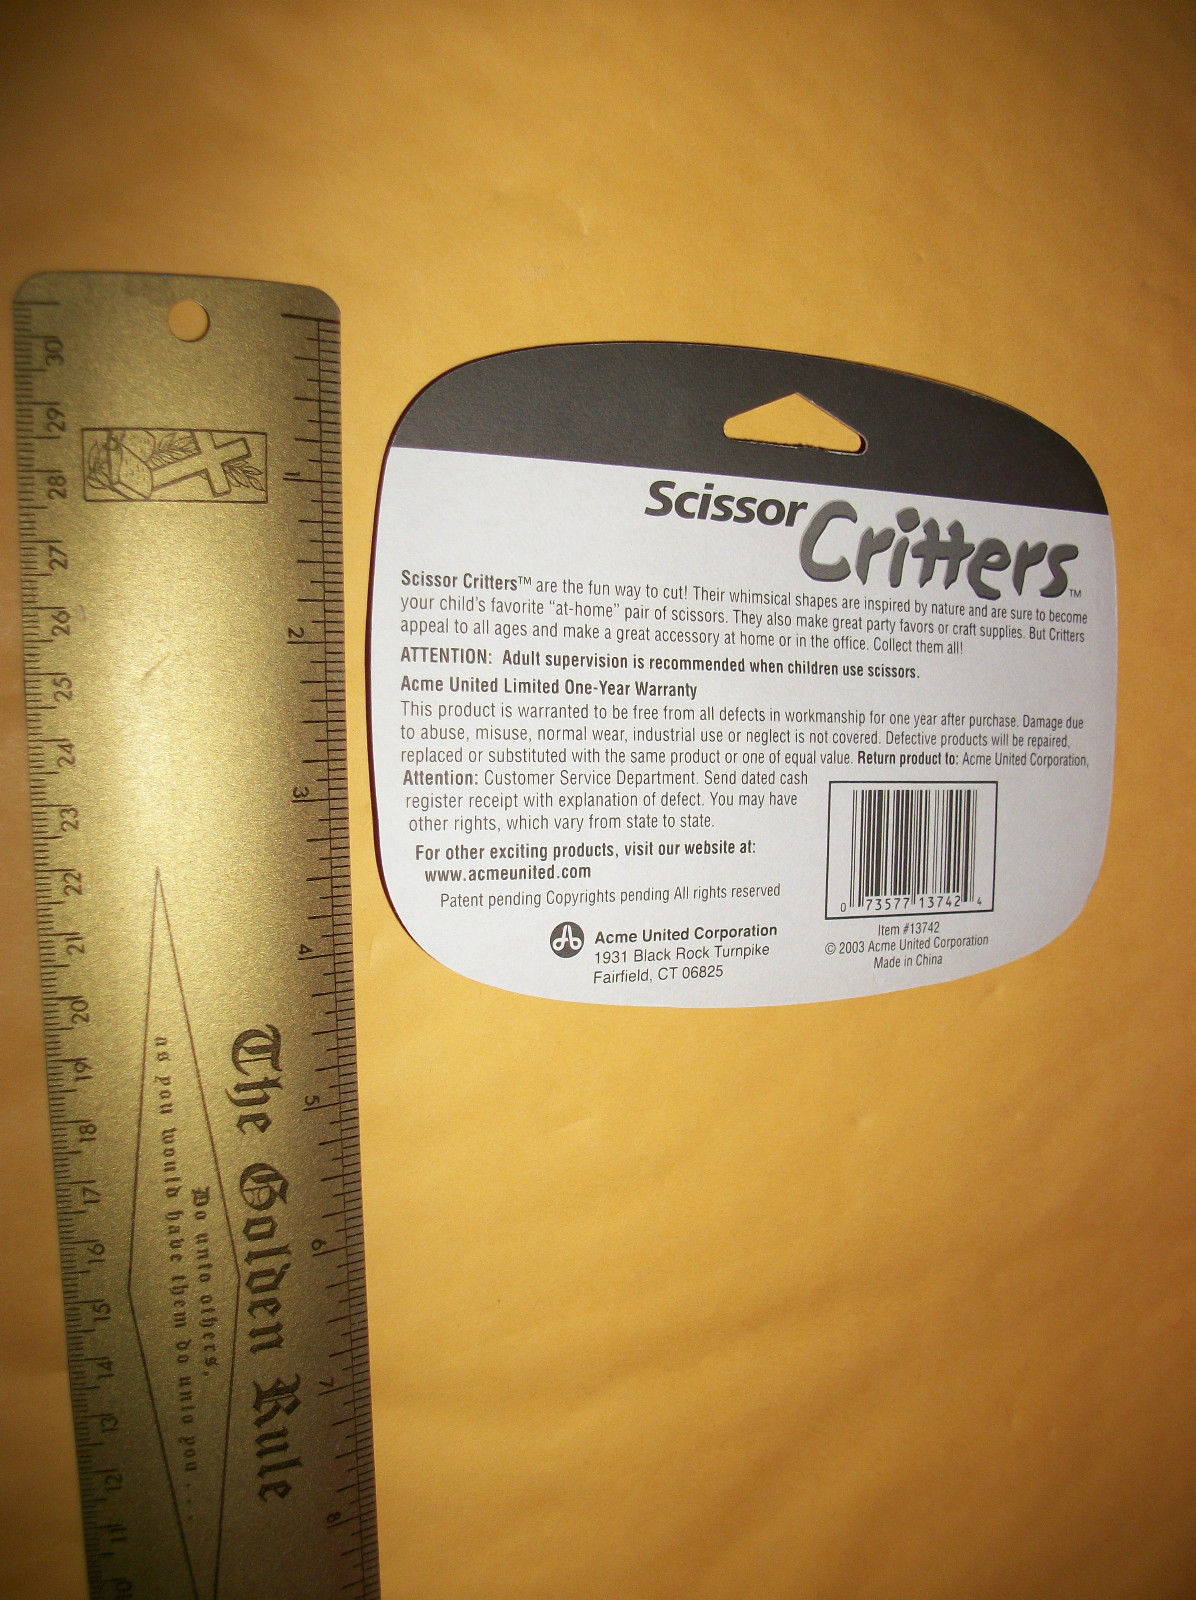 30
29
28
27
26
25
24
23
22
21
20
19
18
17
16
15
14
13
12
11
1
2
3
4
5
6
7
8
The Golden Rule
Do unto others,
as you would have them do unto you . . .
Scissor Critters™
Scissor Critters™ are the fun way to cut! Their whimsical shapes are inspired by nature and are sure to become
your child's favorite "at-home" pair of scissors. They also make great party favors or craft supplies. But Critters
appeal to all ages and make a great accessory at home or in the office. Collect them all!
ATTENTION: Adult supervision is recommended when children use scissors.
Acme United Limited One-Year Warranty
This product is warranted to be free from all defects in workmanship for one year after purchase. Damage due
to abuse, misuse, normal wear, industrial use or neglect is not covered. Defective products will be repaired,
replaced or substituted with the same product or one of equal value. Return product to: Acme United Corporation,
Attention: Customer Service Department. Send dated cash
register receipt with explanation of defect. You may have
other rights, which vary from state to state.
For other exciting products, visit our website at:
www.acmeunited.com
Patent pending Copyrights pending All rights reserved
Acme United Corporation
1931 Black Rock Turnpike
Fairfield, CT 06825
0 73577 13742 4
Item #13742
© 2003 Acme United Corporation
Made in China